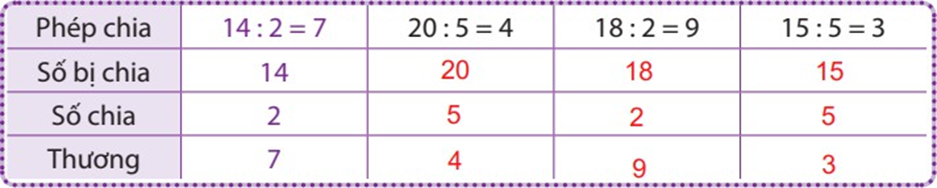 Phép chia 14 : 2 = 7 20 : 5 = 4 18 : 2 = 9 15 : 5 = 3
Số bị chia 14 20 18 15
Số chia 2 5 2 5
Thương 7 4 9 3